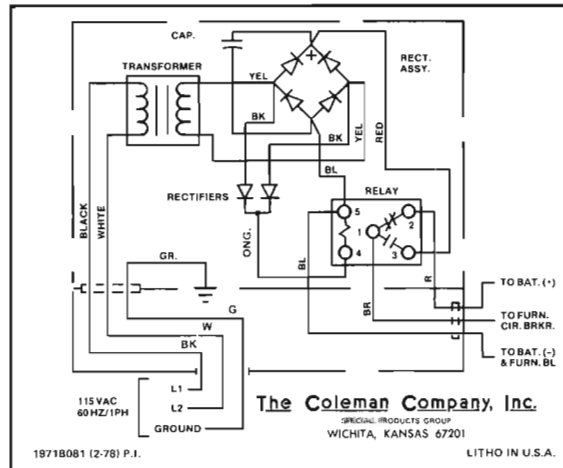 CAP.
RECT.
ASSY.
TRANSFORMER
YEL
BK
+
BK
YEL
RED
BL
RECTIFIERS
RELAY
5
1
2
4
3
BLACK
WHITE
ONG.
BL
BR
R
GR.
G
W
BK
TO BAT. (+)
TO FURN.
CIR. BRKR.
TO BAT. (−)
& FURN. BL
115 VAC
60 HZ/1PH
L1
L2
GROUND
The Coleman Company, Inc.
SPECIAL PRODUCTS GROUP
WICHITA, KANSAS 67201
1971B081 (2-78) P.I.
LITHO IN U.S.A.